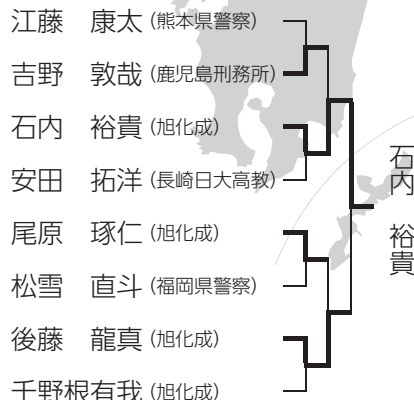 江藤 康太 (熊本県警察)
吉野 敦哉 (鹿児島刑務所)
石内 裕貴 (旭化成)
安田 拓洋 (長崎日大高教)
尾原 琢仁 (旭化成)
松雪 直斗 (福岡県警察)
後藤 龍真 (旭化成)
千野根有我 (旭化成)
石内 裕貴